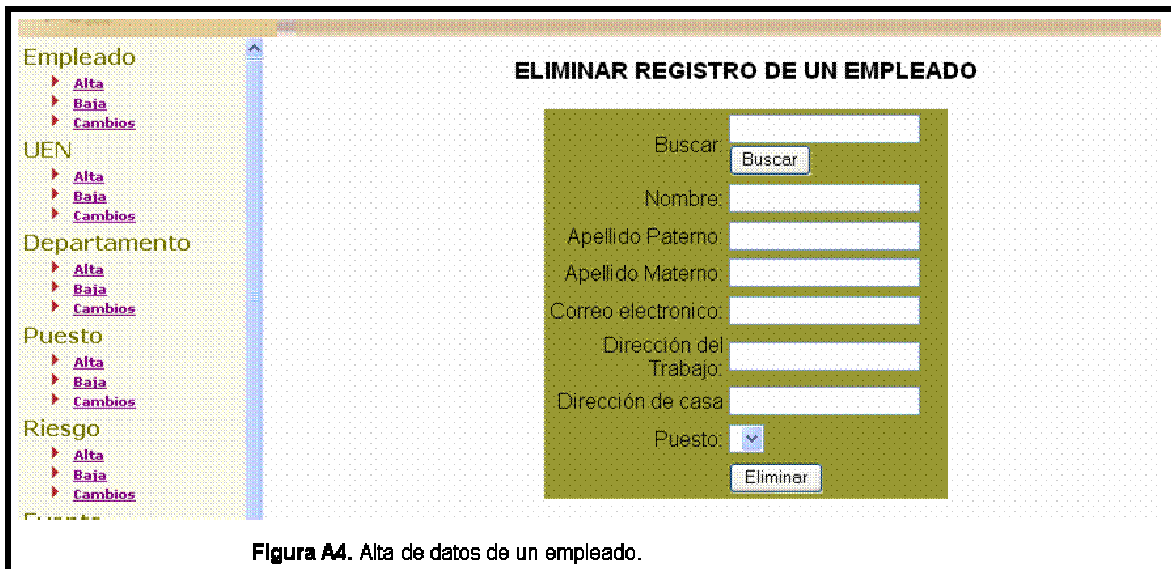 Empleado
Alta
Baja
Cambios
UEN
Alta
Baja
Cambios
Departamento
Alta
Baja
Cambios
Puesto
Alta
Baja
Cambios
Riesgo
Alta
Baja
Cambios
ELIMINAR REGISTRO DE UN EMPLEADO
Buscar:
Buscar
Nombre:
Apellido Paterno:
Apellido Materno:
Correo electronico:
Dirección del
Trabajo:
Dirección de casa
Puesto:
Eliminar
Figura A4. Alta de datos de un empleado.